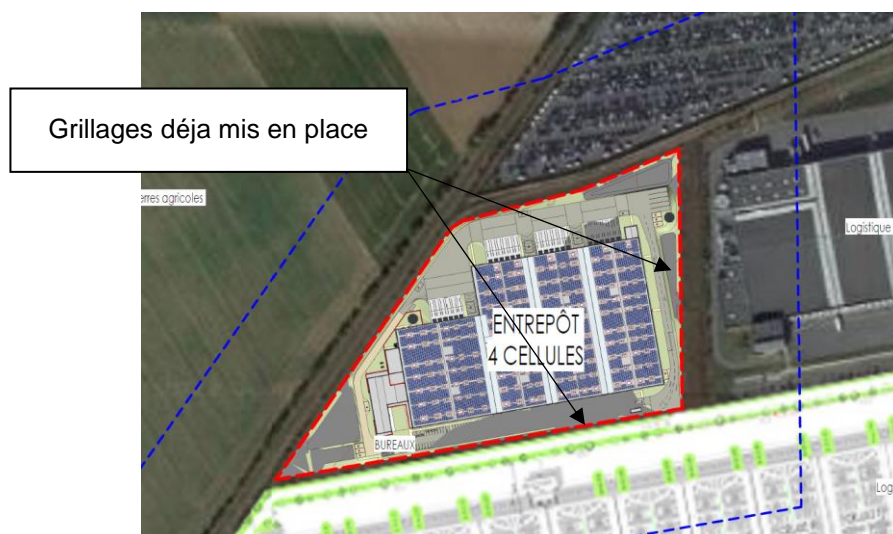 Grillages déja mis en place
erres agricoles
Logistique
ENTREPÔT
4 CELLULES
BUREAUX
Log